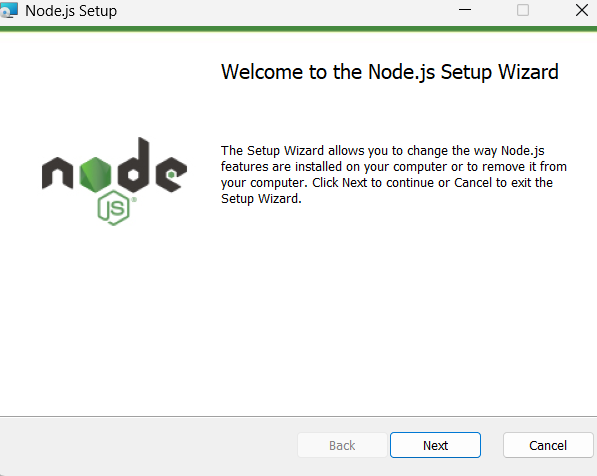 Node.js Setup
Welcome to the Node.js Setup Wizard
node
JS®
The Setup Wizard allows you to change the way Node.js
features are installed on your computer or to remove it from
your computer. Click Next to continue or Cancel to exit the
Setup Wizard.
Back
Next
Cancel